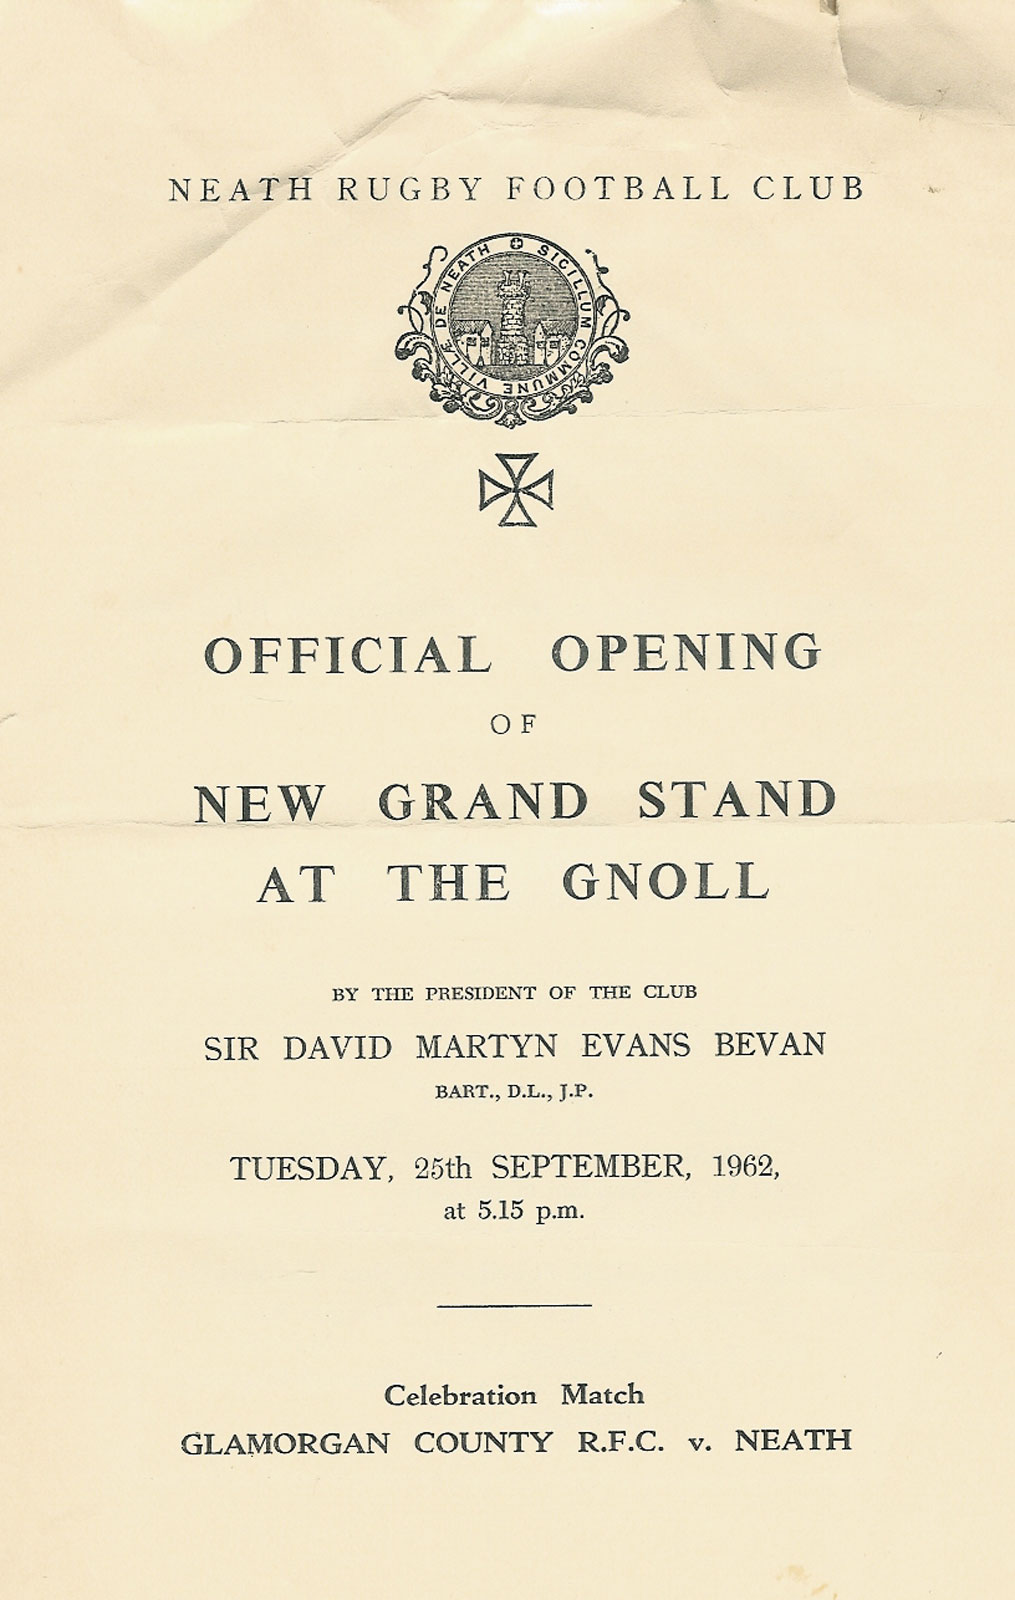 NEATH RUGBY FOOTBALL CLUB
SIGILLUM COMMUNE VILLÆ DE NEATH
OFFICIAL OPENING
OF
NEW GRAND STAND
AT THE GNOLL
BY THE PRESIDENT OF THE CLUB
SIR DAVID MARTYN EVANS BEVAN
BART., D.L., J.P.
TUESDAY, 25th SEPTEMBER, 1962,
at 5.15 p.m.
Celebration Match
GLAMORGAN COUNTY R.F.C. v. NEATH